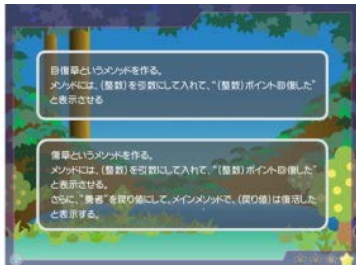 回復草というメソッドを作る。
メソッドには、(整数)を引数にして入れて、"(整数)ポイント回復した"
と表示させる
薬草というメソッドを作る。
メソッドには、(整数)を引数にして入れて、"(整数)ポイント回復した"
と表示させる。
さらに、"勇者"を戻り値にして、メインメソッドで、(戻り値)は復活した
と表示する。